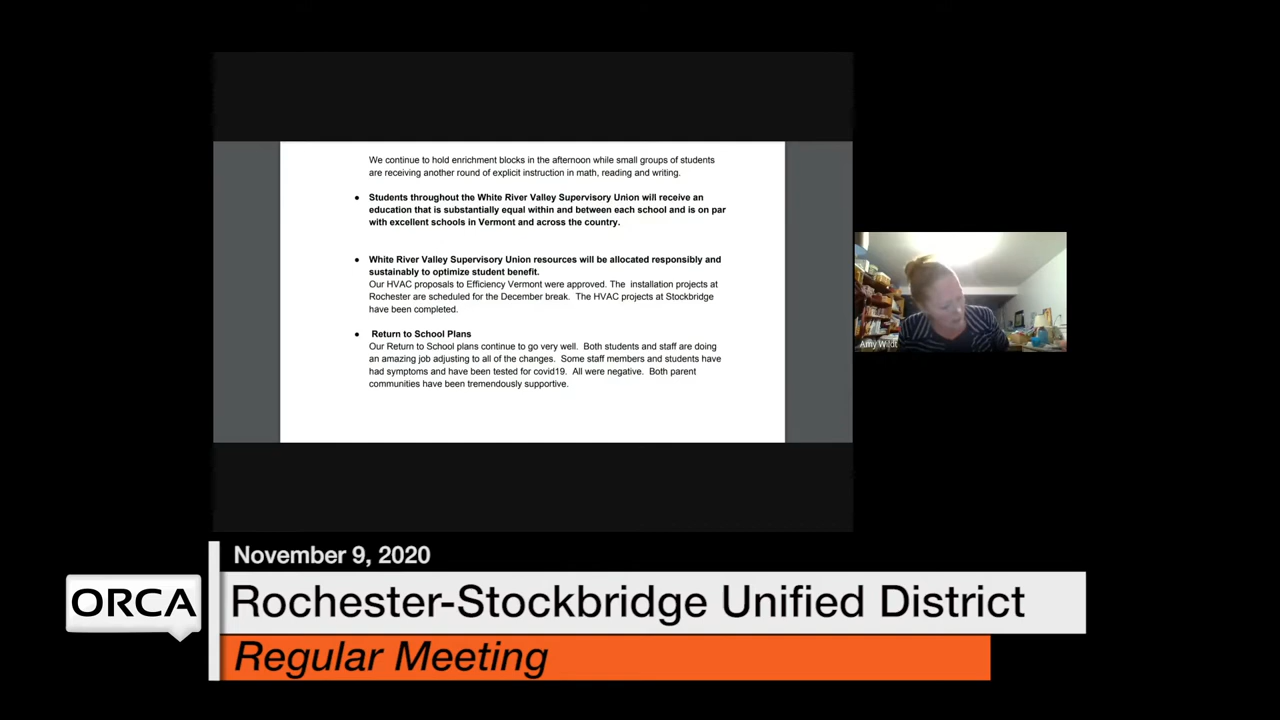 We continue to hold enrichment blocks in the afternoon while small groups of students
are receiving another round of explicit instruction in math, reading and writing.
● Students throughout the White River Valley Supervisory Union will receive an
education that is substantially equal within and between each school and is on par
with excellent schools in Vermont and across the country.
● White River Valley Supervisory Union resources will be allocated responsibly and
sustainably to optimize student benefit.
Our HVAC proposals to Efficiency Vermont were approved. The installation projects at
Rochester are scheduled for the December break. The HVAC projects at Stockbridge
have been completed.
● Return to School Plans
Our Return to School plans continue to go very well. Both students and staff are doing
an amazing job adjusting to all of the changes. Some staff members and students have
had symptoms and have been tested for covid19. All were negative. Both parent
communities have been tremendously supportive.
Amy Wildt
November 9, 2020
ORCA
Rochester-Stockbridge Unified District
Regular Meeting